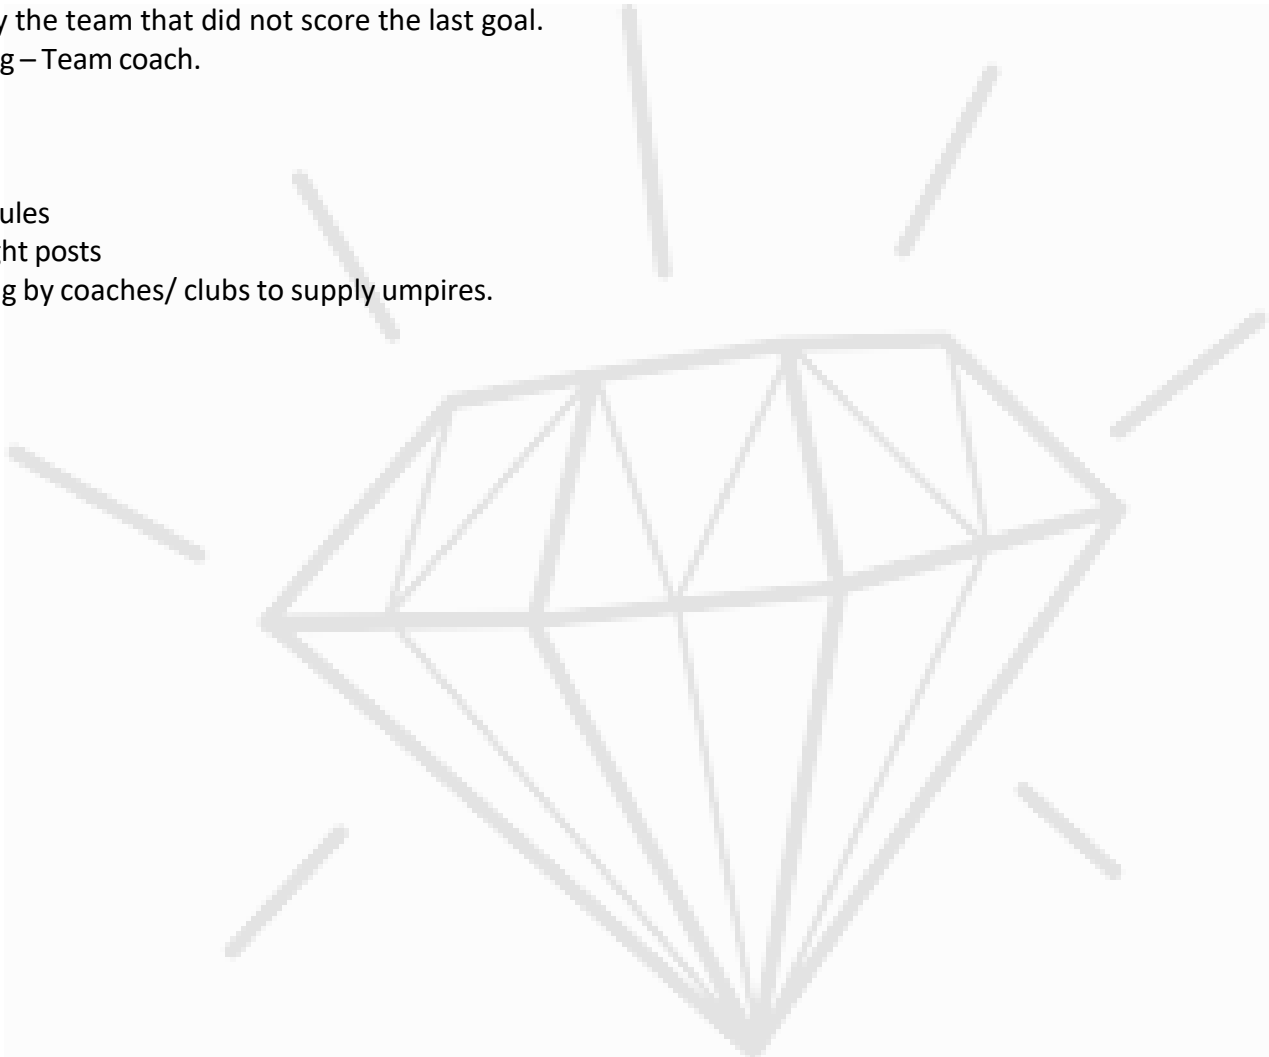 y the team that did not score the last goal.
g – Team coach.
ules
ht posts
g by coaches/ clubs to supply umpires.